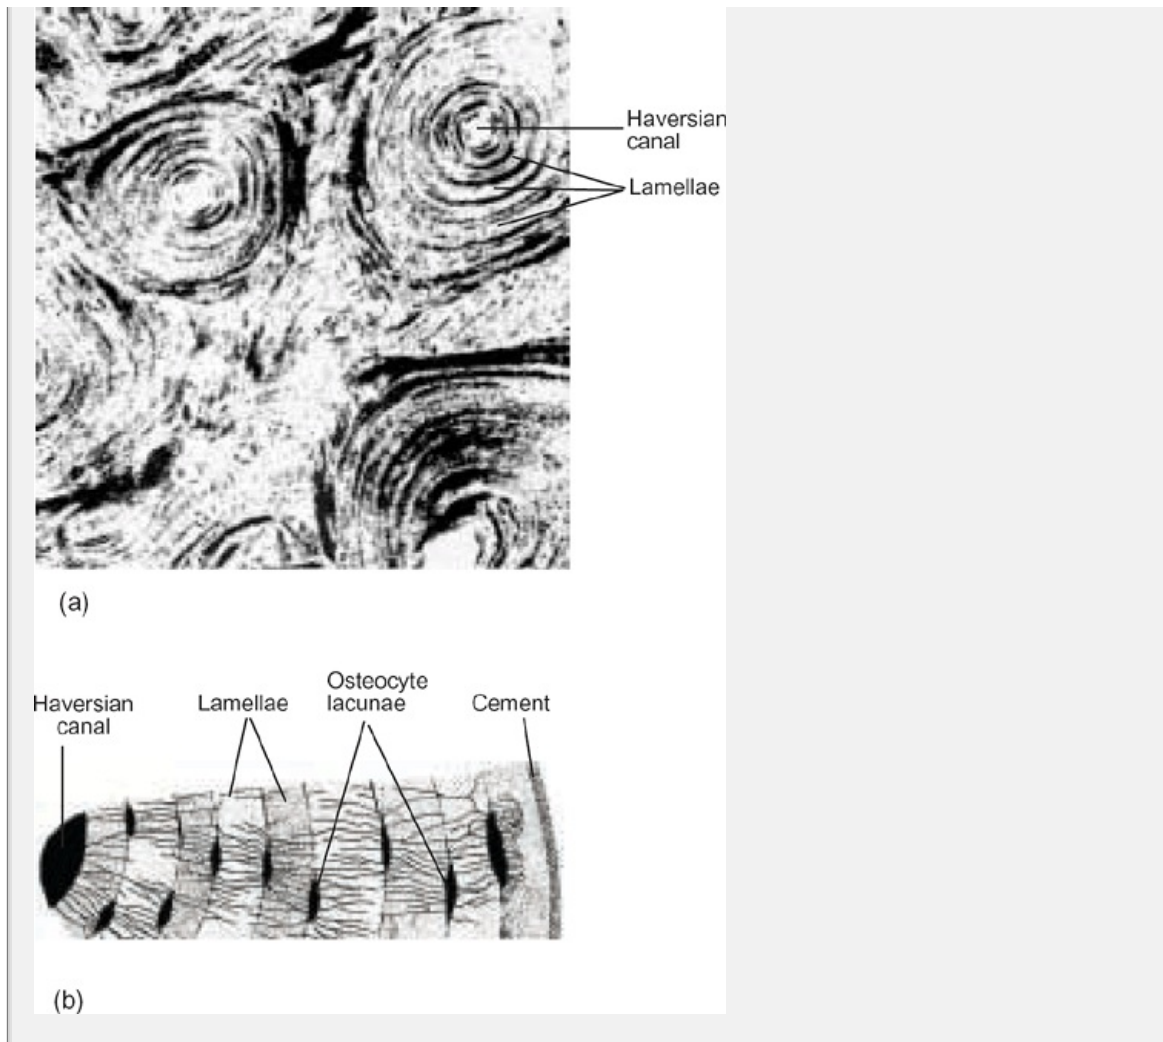 Haversian
canal
Lamellae
(a)
Haversian
canal
Lamellae
Osteocyte
lacunae
Cement
(b)